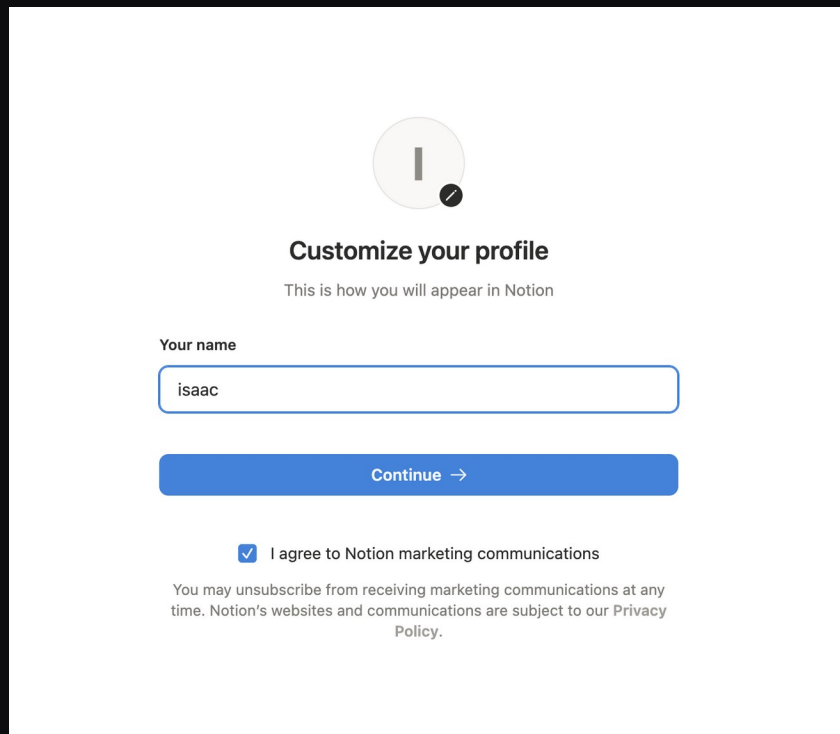 I
Customize your profile
This is how you will appear in Notion
Your name
isaac
Continue →
I agree to Notion marketing communications
You may unsubscribe from receiving marketing communications at any
time. Notion’s websites and communications are subject to our Privacy
Policy.